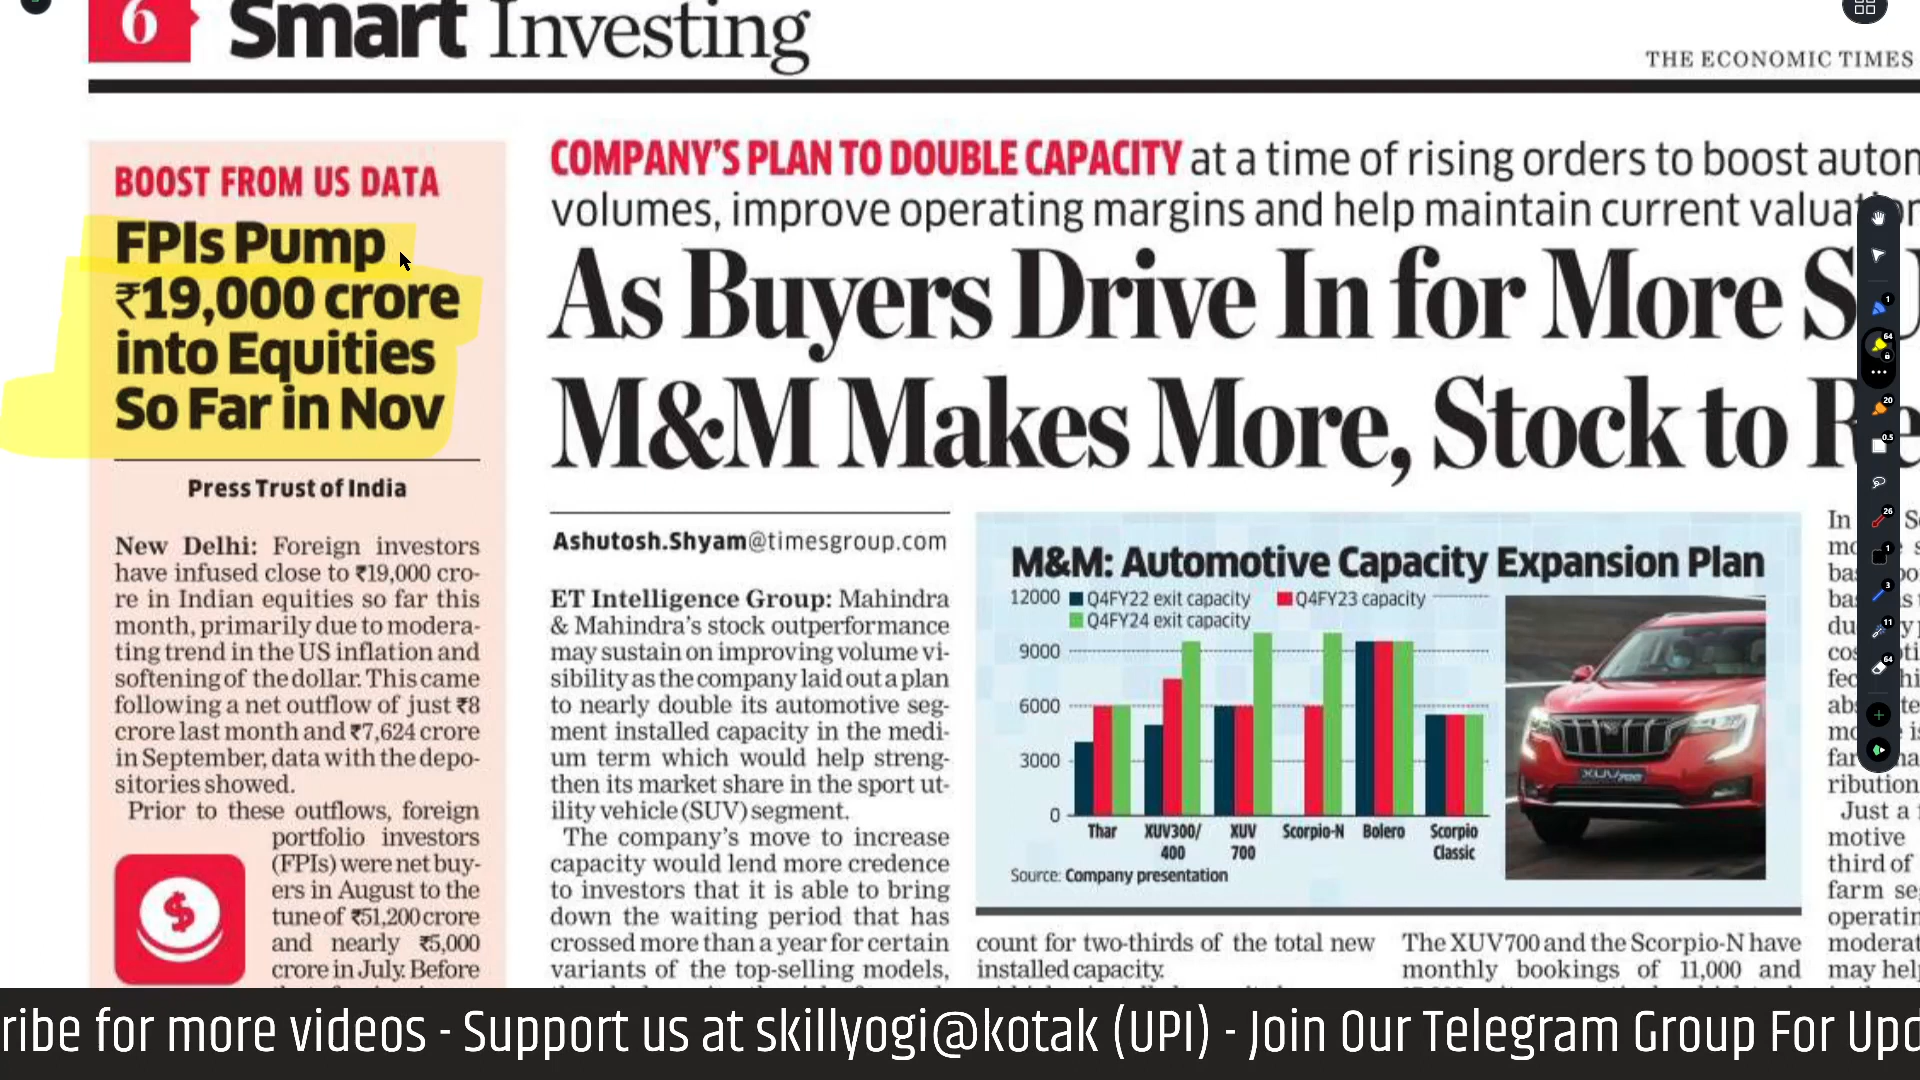 6
Smart Investing
THE ECONOMIC TIMES
BOOST FROM US DATA
FPIs Pump
₹19,000 crore
into Equities
So Far in Nov
Press Trust of India
New Delhi: Foreign investors
have infused close to ₹19,000 cro-
re in Indian equities so far this
month, primarily due to modera-
ting trend in the US inflation and
softening of the dollar. This came
following a net outflow of just ₹8
crore last month and ₹7,624 crore
in September, data with the depo-
sitories showed.
Prior to these outflows, foreign
portfolio investors
(FPIs) were net buy-
ers in August to the
tune of ₹51,200 crore
and nearly ₹5,000
crore in July. Before
COMPANY'S PLAN TO DOUBLE CAPACITY at a time of rising orders to boost autom
volumes, improve operating margins and help maintain current
As Buyers Drive In for More
M&M Makes More, Stock to
Ashutosh.Shyam@timesgroup.com
ET Intelligence Group: Mahindra
& Mahindra's stock outperformance
may sustain on improving volume vi-
sibility as the company laid out a plan
to nearly double its automotive seg-
ment installed capacity in the medi-
um term which would help streng-
then its market share in the sport ut-
ility vehicle (SUV) segment.
The company's move to increase
capacity would lend more credence
to investors that it is able to bring
down the waiting period that has
crossed more than a year for certain
variants of the top-selling models,
M&M: Automotive Capacity Expansion Plan
12000
Q4FY22 exit capacity
Q4FY23 capacity
Q4FY24 exit capacity
9000
6000
3000
0
Thar
XUV300/
400
XUV
700
Scorpio-N
Bolero
Scorpio
Classic
Source: Company presentation
XUV700
count for two-thirds of the total new
installed capacity.
The XUV700 and the Scorpio-N have
monthly bookings of 11,000 and
In
ribution
Just a
motive
third of
farm se
operatin
moderat
may help
1
64
20
0.5
26
1
3
11
64
ribe for more videos - Support us at skillyogi@kotak (UPI) - Join Our Telegram Group For Upd